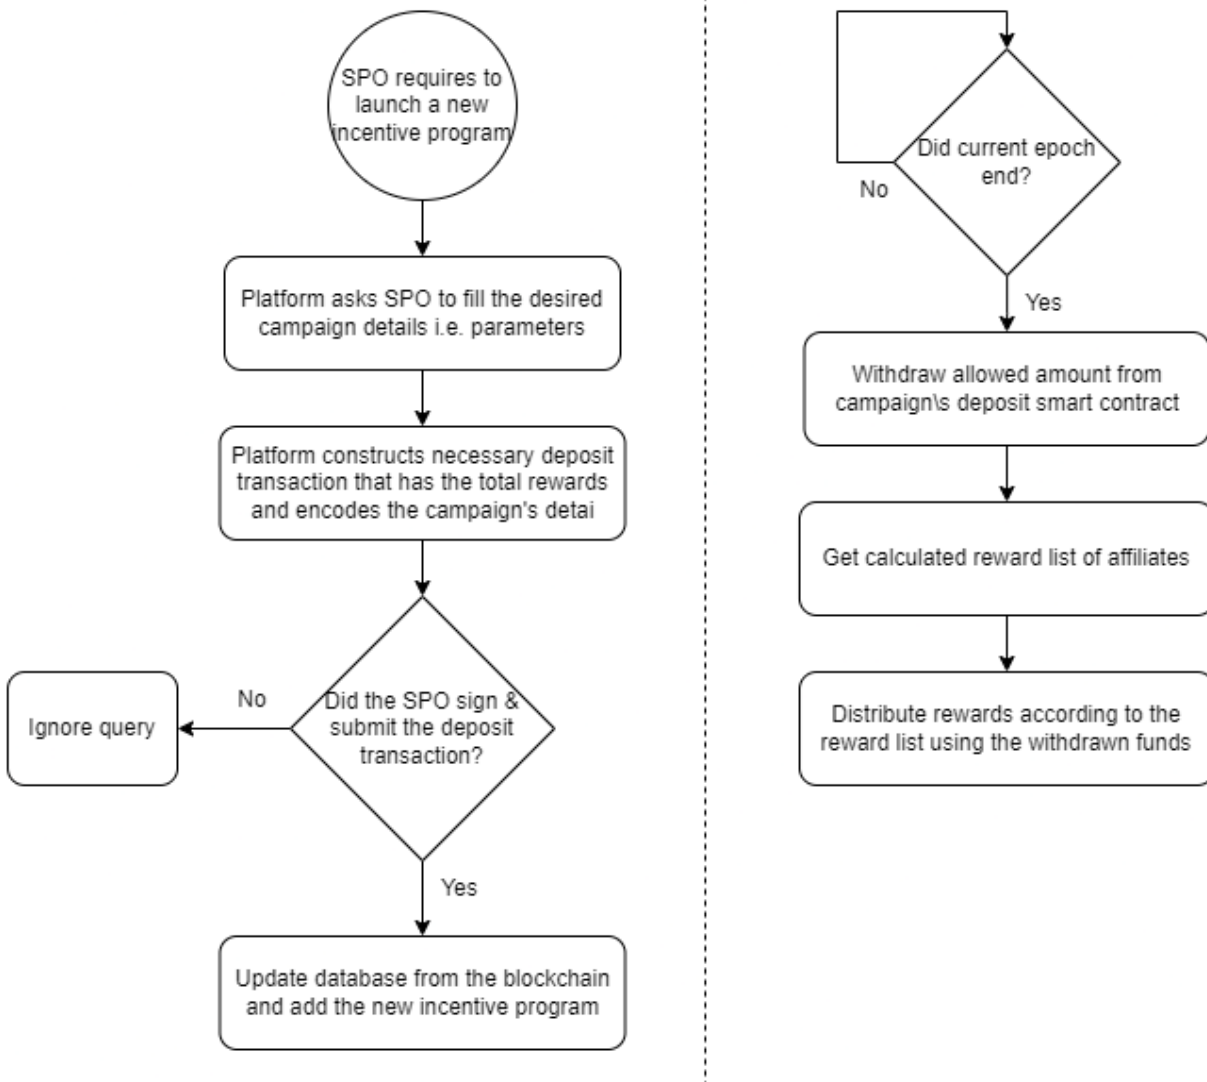 SPO requires to
launch a new
incentive program
Platform asks SPO to fill the desired
campaign details i.e. parameters
Platform constructs necessary deposit
transaction that has the total rewards
and encodes the campaign's detai
Did the SPO sign &
submit the deposit
transaction?
No
Ignore query
Yes
Update database from the blockchain
and add the new incentive program
Did current epoch
end?
No
Yes
Withdraw allowed amount from
campaign\s deposit smart contract
Get calculated reward list of affiliates
Distribute rewards according to the
reward list using the withdrawn funds